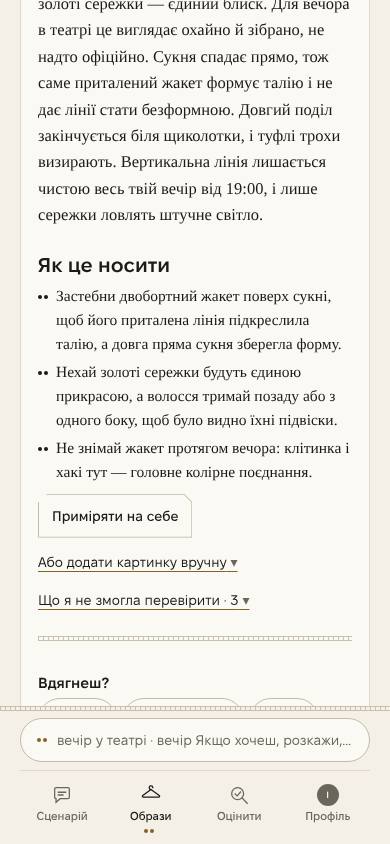 золоті сережки — єдиний блиск. Для вечора
в театрі це виглядає охайно й зібрано, не
надто офіційно. Сукня спадає прямо, тож
саме приталений жакет формує талію і не
дає лінії стати безформною. Довгий поділ
закінчується біля щиколотки, і туфлі трохи
визирають. Вертикальна лінія лишається
чистою весь твій вечір від 19:00, і лише
сережки ловлять штучне світло.
Як це носити
•• Застебни двобортний жакет поверх сукні,
щоб його приталена лінія підкреслила
талію, а довга пряма сукня зберегла форму.
•• Нехай золоті сережки будуть єдиною
прикрасою, а волосся тримай позаду або з
одного боку, щоб було видно їхні підвіски.
•• Не знімай жакет протягом вечора: клітинка і
хакі тут — головне колірне поєднання.
Приміряти на себе
Або додати картинку вручну ▾
Що я не змогла перевірити · 3 ▾
Вдягнеш?
•• вечір у театрі · вечір Якщо хочеш, розкажи,...
Сценарій
Образи
Оцінити
І
Профіль